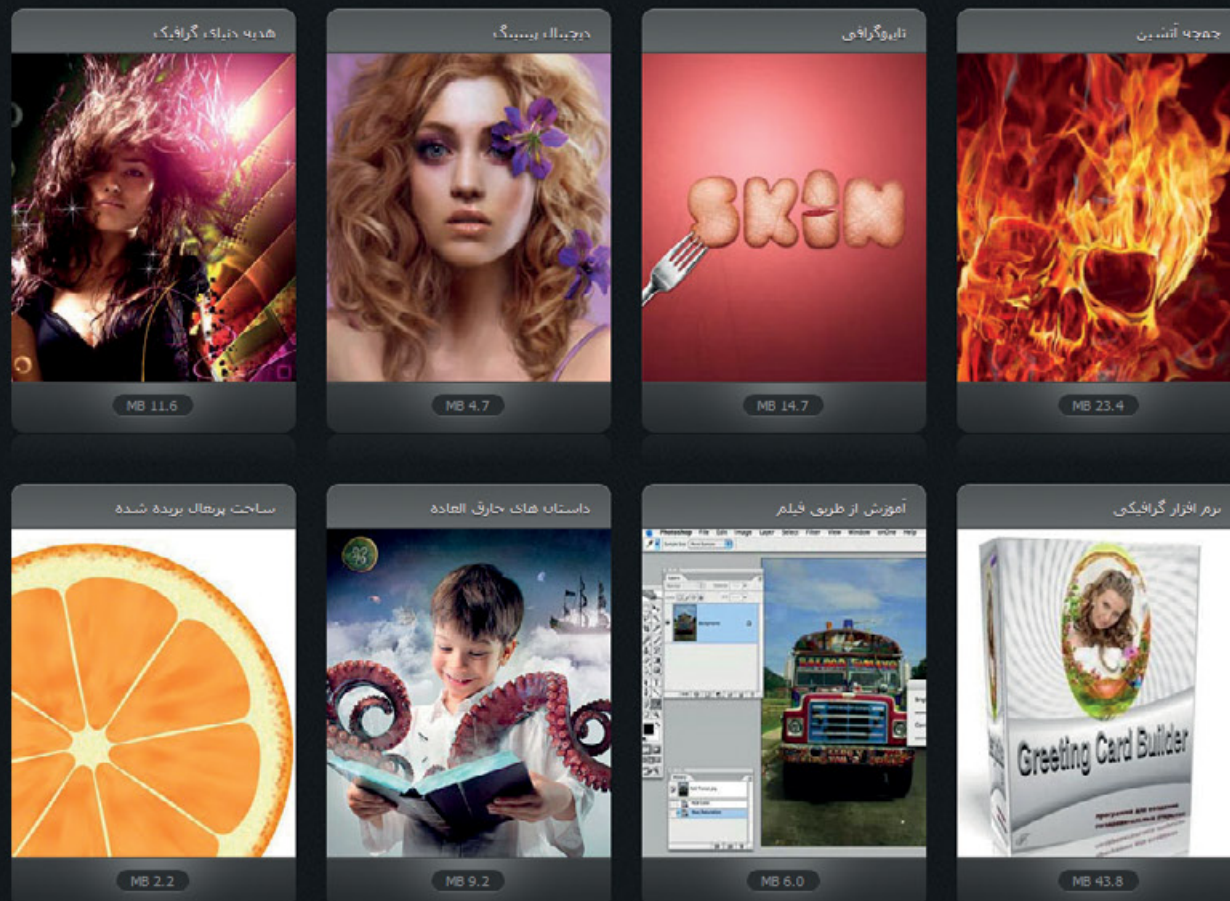 جمجه آتشین
تایپوگرافی
دیجیتال پینتینگ
هدیه دنیای گرافیک
SKiN
MB 23.4
MB 14.7
MB 4.7
MB 11.6
نرم افزار گرافیکی
آموزش از طریق فیلم
داستان های خارق العاده
ساخت پرتقال بریده شده
Photoshop File Edit Image Layer Select Filter View Window onOne Help
Greeting Card Builder
MB 43.8
MB 6.0
MB 9.2
MB 2.2